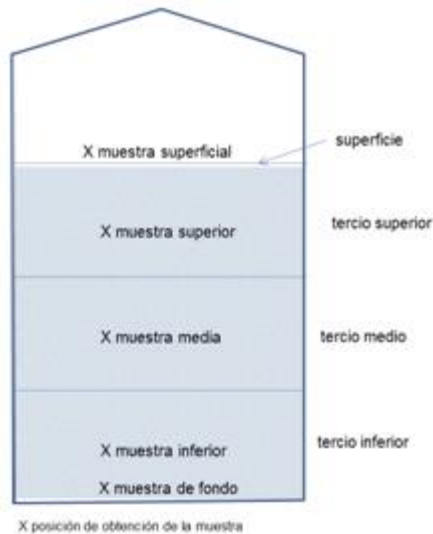 X muestra superficial
superficie
X muestra superior
tercio superior
X muestra media
tercio medio
X muestra inferior
tercio inferior
X muestra de fondo
X posición de obtención de la muestra